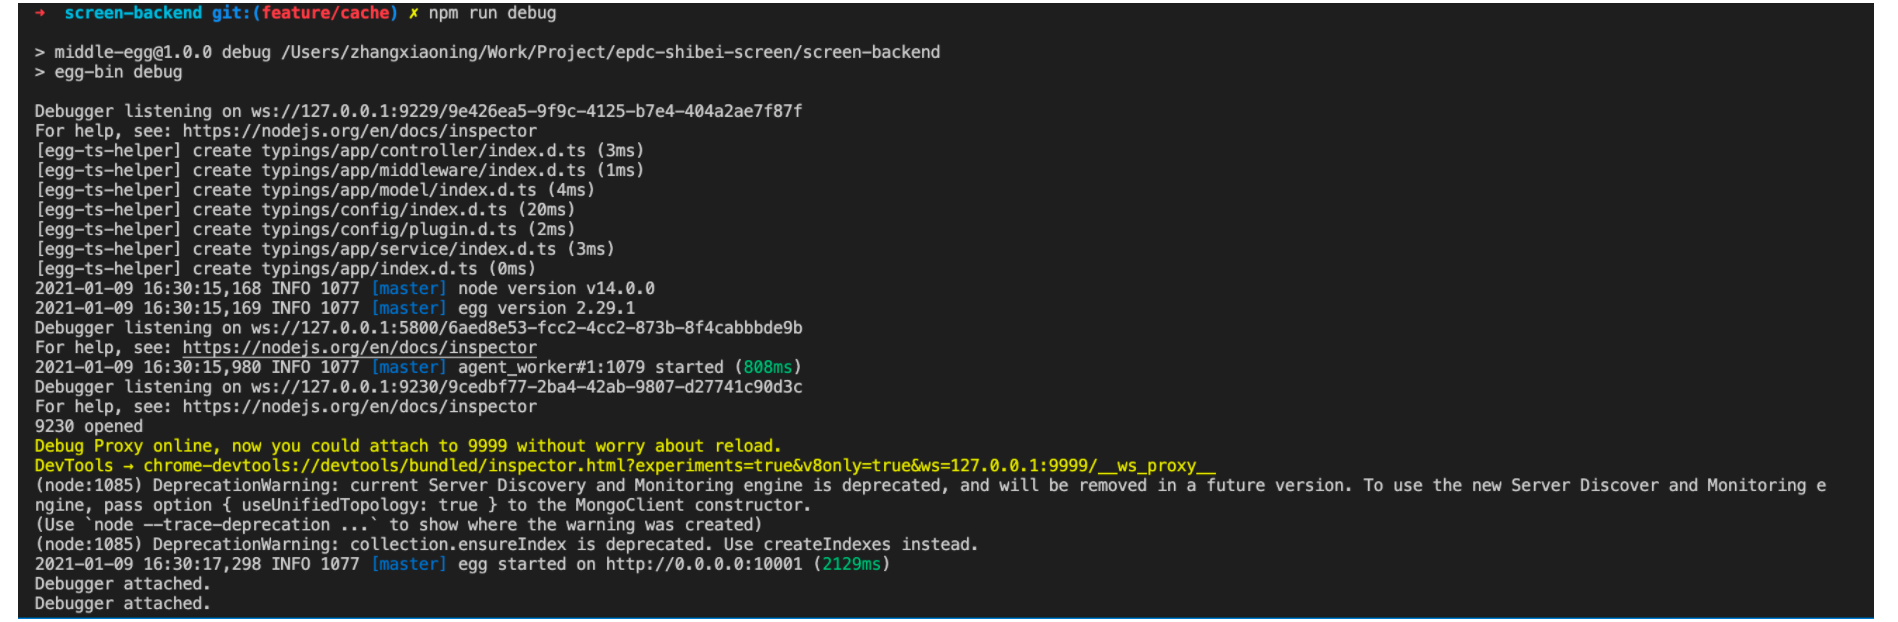 → screen-backend git:(feature/cache) ✗ npm run debug
> middle-egg@1.0.0 debug /Users/zhangxiaoning/Work/Project/epdc-shibei-screen/screen-backend
> egg-bin debug
Debugger listening on ws://127.0.0.1:9229/9e426ea5-9f9c-4125-b7e4-404a2ae7f87f
For help, see: https://nodejs.org/en/docs/inspector
[egg-ts-helper] create typings/app/controller/index.d.ts (3ms)
[egg-ts-helper] create typings/app/middleware/index.d.ts (1ms)
[egg-ts-helper] create typings/app/model/index.d.ts (4ms)
[egg-ts-helper] create typings/config/index.d.ts (20ms)
[egg-ts-helper] create typings/config/plugin.d.ts (2ms)
[egg-ts-helper] create typings/app/service/index.d.ts (3ms)
[egg-ts-helper] create typings/app/index.d.ts (0ms)
2021-01-09 16:30:15,168 INFO 1077 [master] node version v14.0.0
2021-01-09 16:30:15,169 INFO 1077 [master] egg version 2.29.1
Debugger listening on ws://127.0.0.1:5800/6aed8e53-fcc2-4cc2-873b-8f4cabbbde9b
For help, see: https://nodejs.org/en/docs/inspector
2021-01-09 16:30:15,980 INFO 1077 [master] agent_worker#1:1079 started (808ms)
Debugger listening on ws://127.0.0.1:9230/9cedbf77-2ba4-42ab-9807-d27741c90d3c
For help, see: https://nodejs.org/en/docs/inspector
9230 opened
Debug Proxy online, now you could attach to 9999 without worry about reload.
DevTools → chrome-devtools://devtools/bundled/inspector.html?experiments=true&v8only=true&ws=127.0.0.1:9999/__ws_proxy__
(node:1085) DeprecationWarning: current Server Discovery and Monitoring engine is deprecated, and will be removed in a future version. To use the new Server Discover and Monitoring e
ngine, pass option { useUnifiedTopology: true } to the MongoClient constructor.
(Use `node --trace-deprecation ...` to show where the warning was created)
(node:1085) DeprecationWarning: collection.ensureIndex is deprecated. Use createIndexes instead.
2021-01-09 16:30:17,298 INFO 1077 [master] egg started on http://0.0.0.0:10001 (2129ms)
Debugger attached.
Debugger attached.